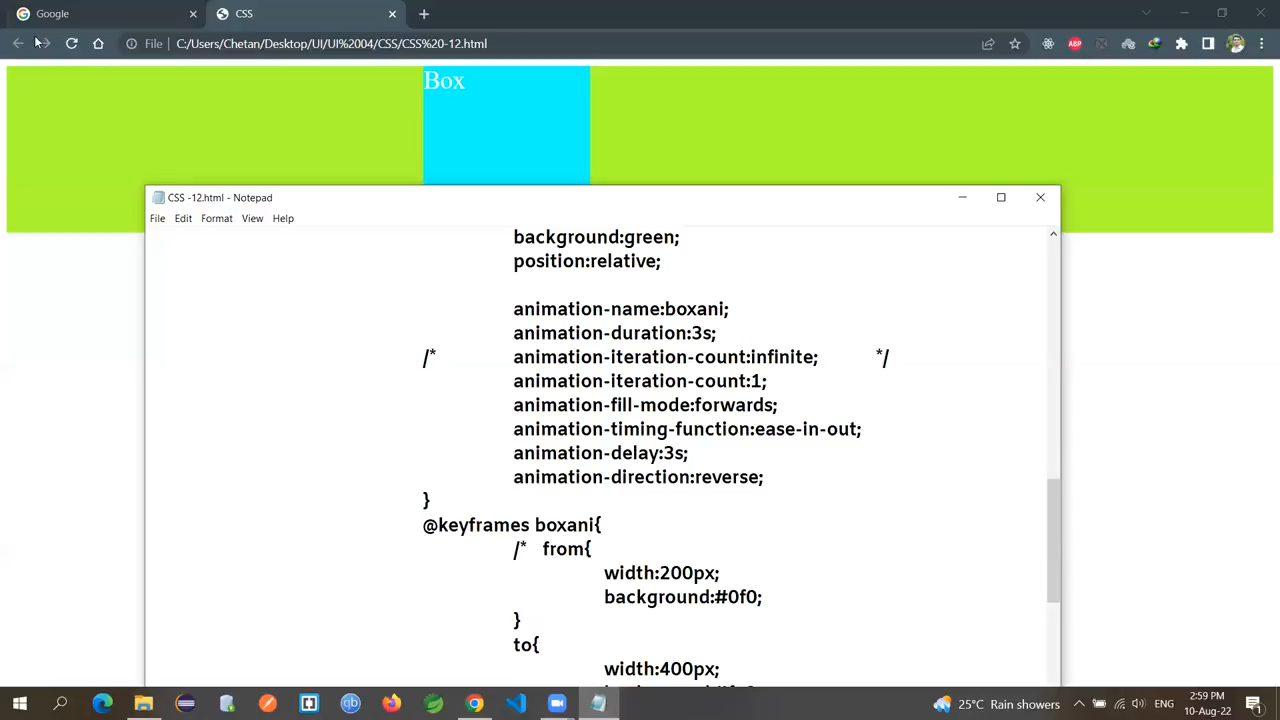 Google
CSS
File
C:/Users/Chetan/Desktop/UI/UI%2004/CSS/CSS%20-12.html
ABP
Box
CSS -12.html - Notepad
File Edit Format View Help
background:green;
position:relative;
animation-name:boxani;
animation-duration:3s;
/* animation-iteration-count:infinite; */
animation-iteration-count:1;
animation-fill-mode:forwards;
animation-timing-function:ease-in-out;
animation-delay:3s;
animation-direction:reverse;
}
@keyframes boxani{
/* from{
width:200px;
background:#0f0;
}
to{
width:400px;
25°C Rain showers
ENG
2:59 PM
10-Aug-22